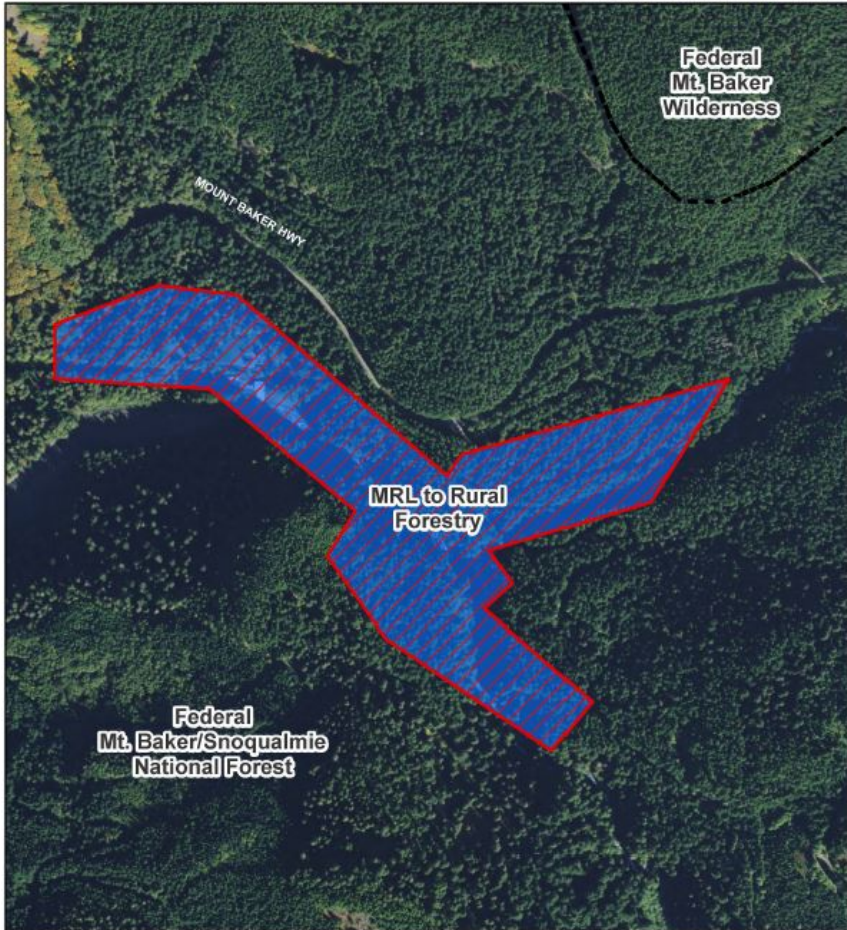 Federal
Mt. Baker
Wilderness
MOUNT BAKER HWY
MRL to Rural
Forestry
Federal
Mt. Baker/Snoqualmie
National Forest